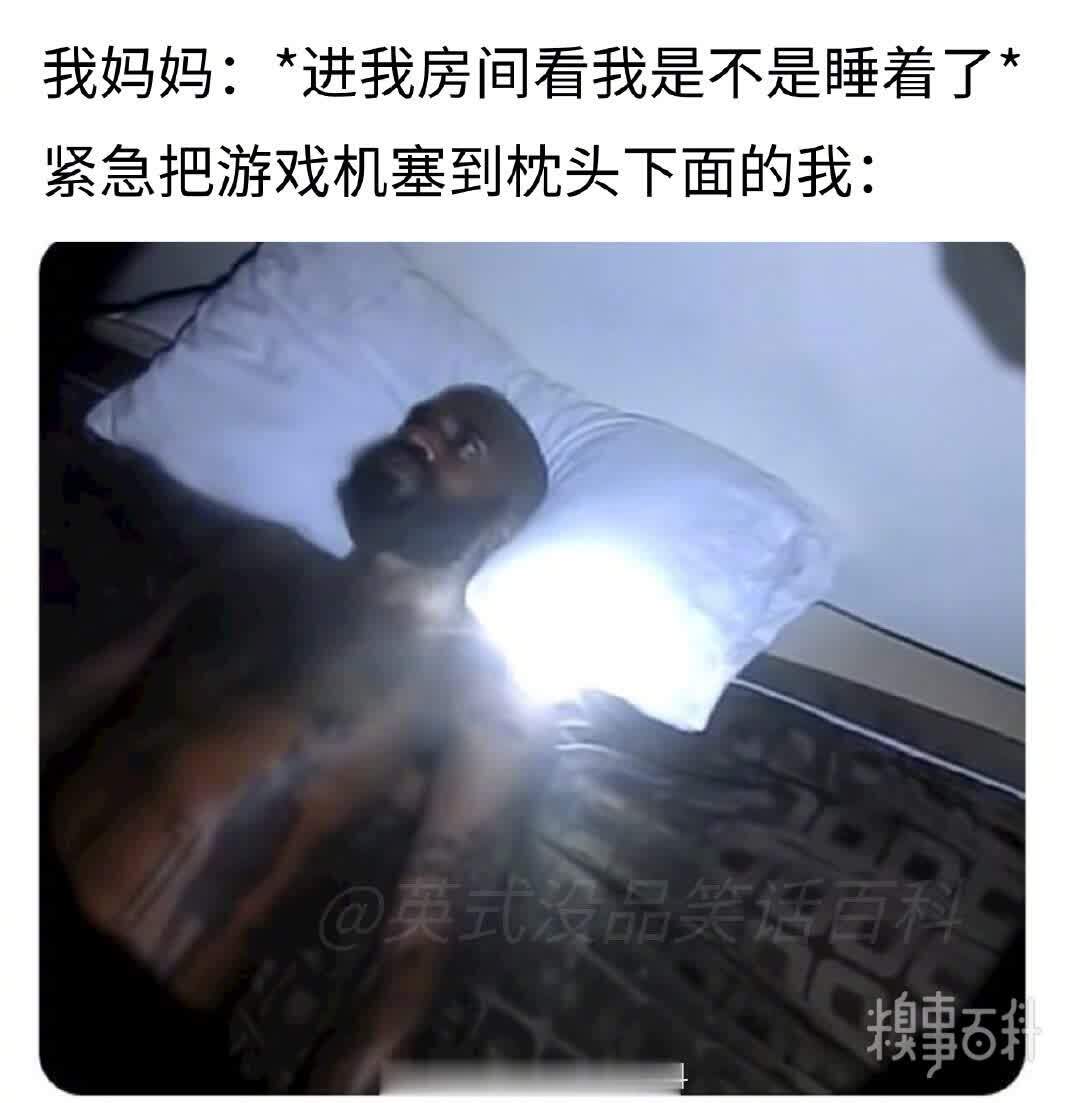 我妈妈：*进我房间看我是不是睡着了*
紧急把游戏机塞到枕头下面的我：
@英式没品笑话百科
糗事百科